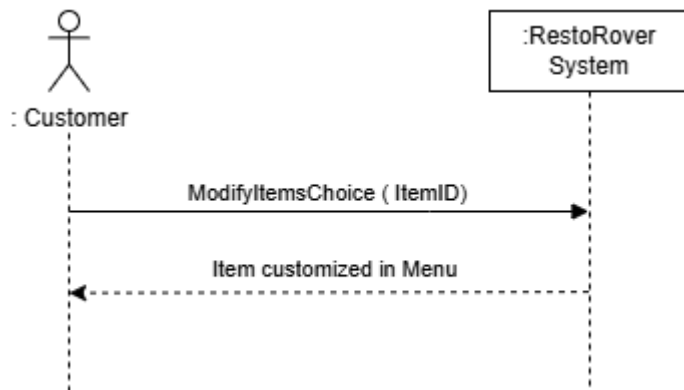 :RestoRover
System
: Customer
ModifyItemsChoice ( ItemID)
Item customized in Menu